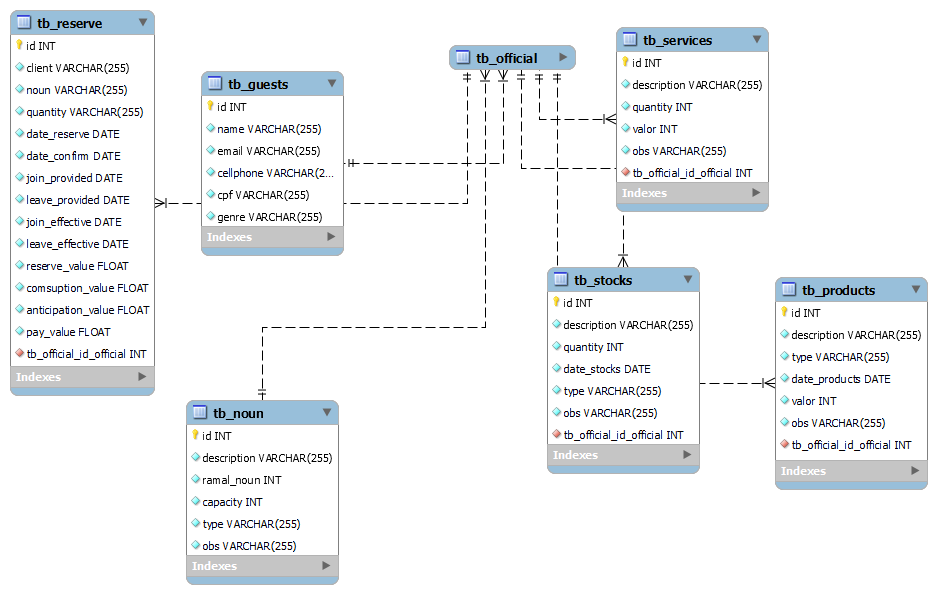 tb_reserve
id INT
client VARCHAR(255)
noun VARCHAR(255)
quantity VARCHAR(255)
date_reserve DATE
date_confirm DATE
join_provided DATE
leave_provided DATE
join_effective DATE
leave_effective DATE
reserve_value FLOAT
comsuption_value FLOAT
anticipation_value FLOAT
pay_value FLOAT
tb_official_id_official INT
Indexes
tb_guests
id INT
name VARCHAR(255)
email VARCHAR(255)
cellphone VARCHAR(2...
cpf VARCHAR(255)
genre VARCHAR(255)
Indexes
tb_official
tb_services
id INT
description VARCHAR(255)
quantity INT
valor INT
obs VARCHAR(255)
tb_official_id_official INT
Indexes
tb_noun
id INT
description VARCHAR(255)
ramal_noun INT
capacity INT
type VARCHAR(255)
obs VARCHAR(255)
Indexes
tb_stocks
id INT
description VARCHAR(255)
quantity INT
date_stocks DATE
type VARCHAR(255)
obs VARCHAR(255)
tb_official_id_official INT
Indexes
tb_products
id INT
description VARCHAR(255)
type VARCHAR(255)
date_products DATE
valor INT
obs VARCHAR(255)
tb_official_id_official INT
Indexes